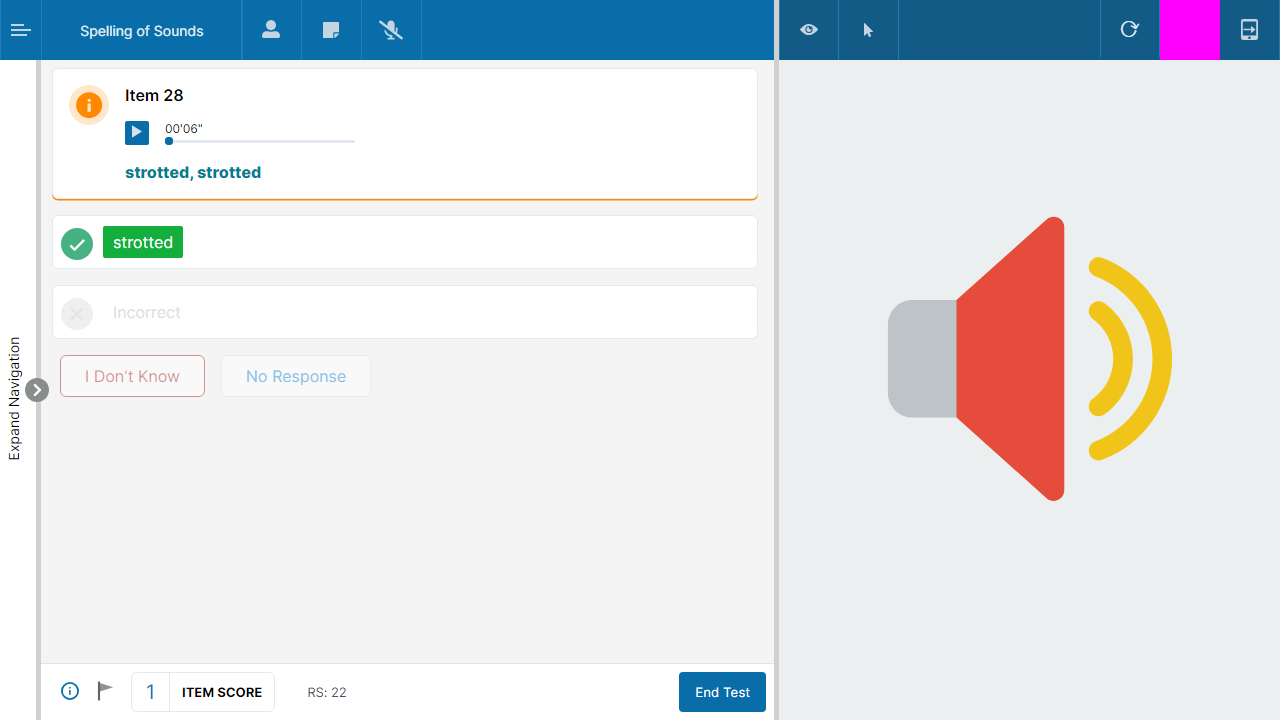 Spelling of Sounds
Item 28
00'06"
strotted, strotted
strotted
Incorrect
I Don't Know
No Response
Expand Navigation
1
ITEM SCORE
RS: 22
End Test